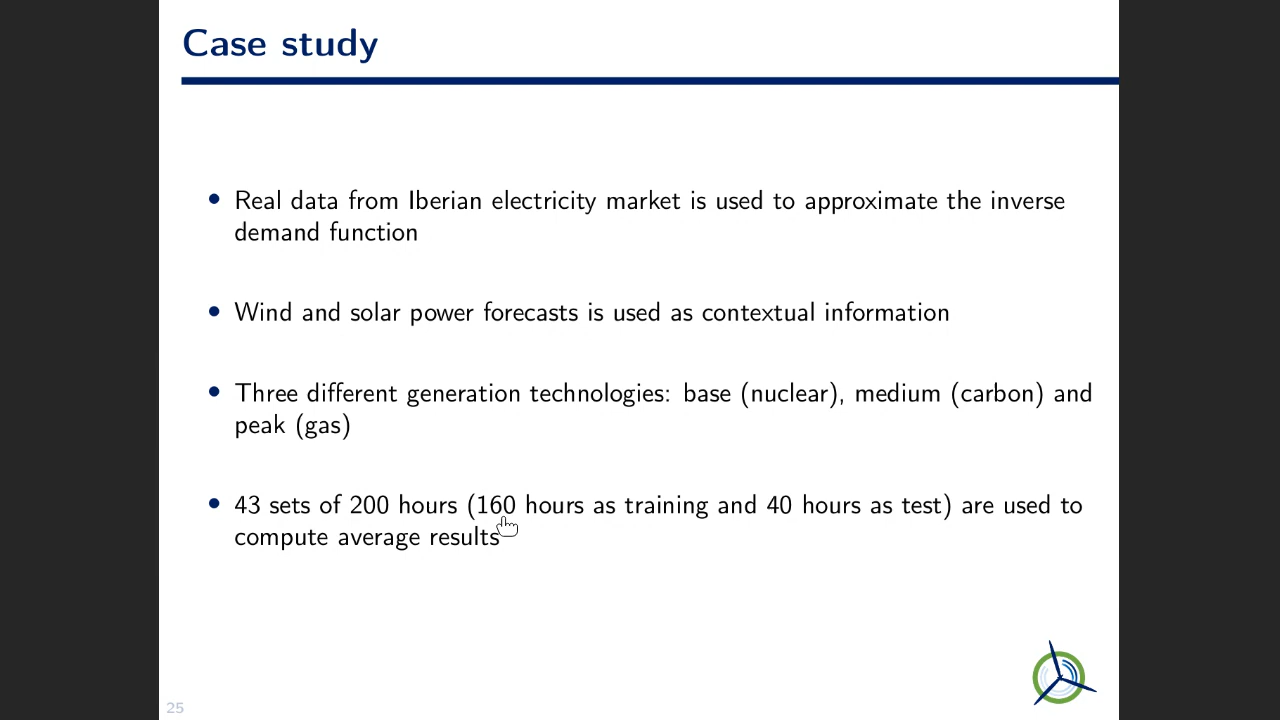 Case study
• Real data from Iberian electricity market is used to approximate the inverse
demand function
• Wind and solar power forecasts is used as contextual information
• Three different generation technologies: base (nuclear), medium (carbon) and
peak (gas)
• 43 sets of 200 hours (160 hours as training and 40 hours as test) are used to
compute average results
25